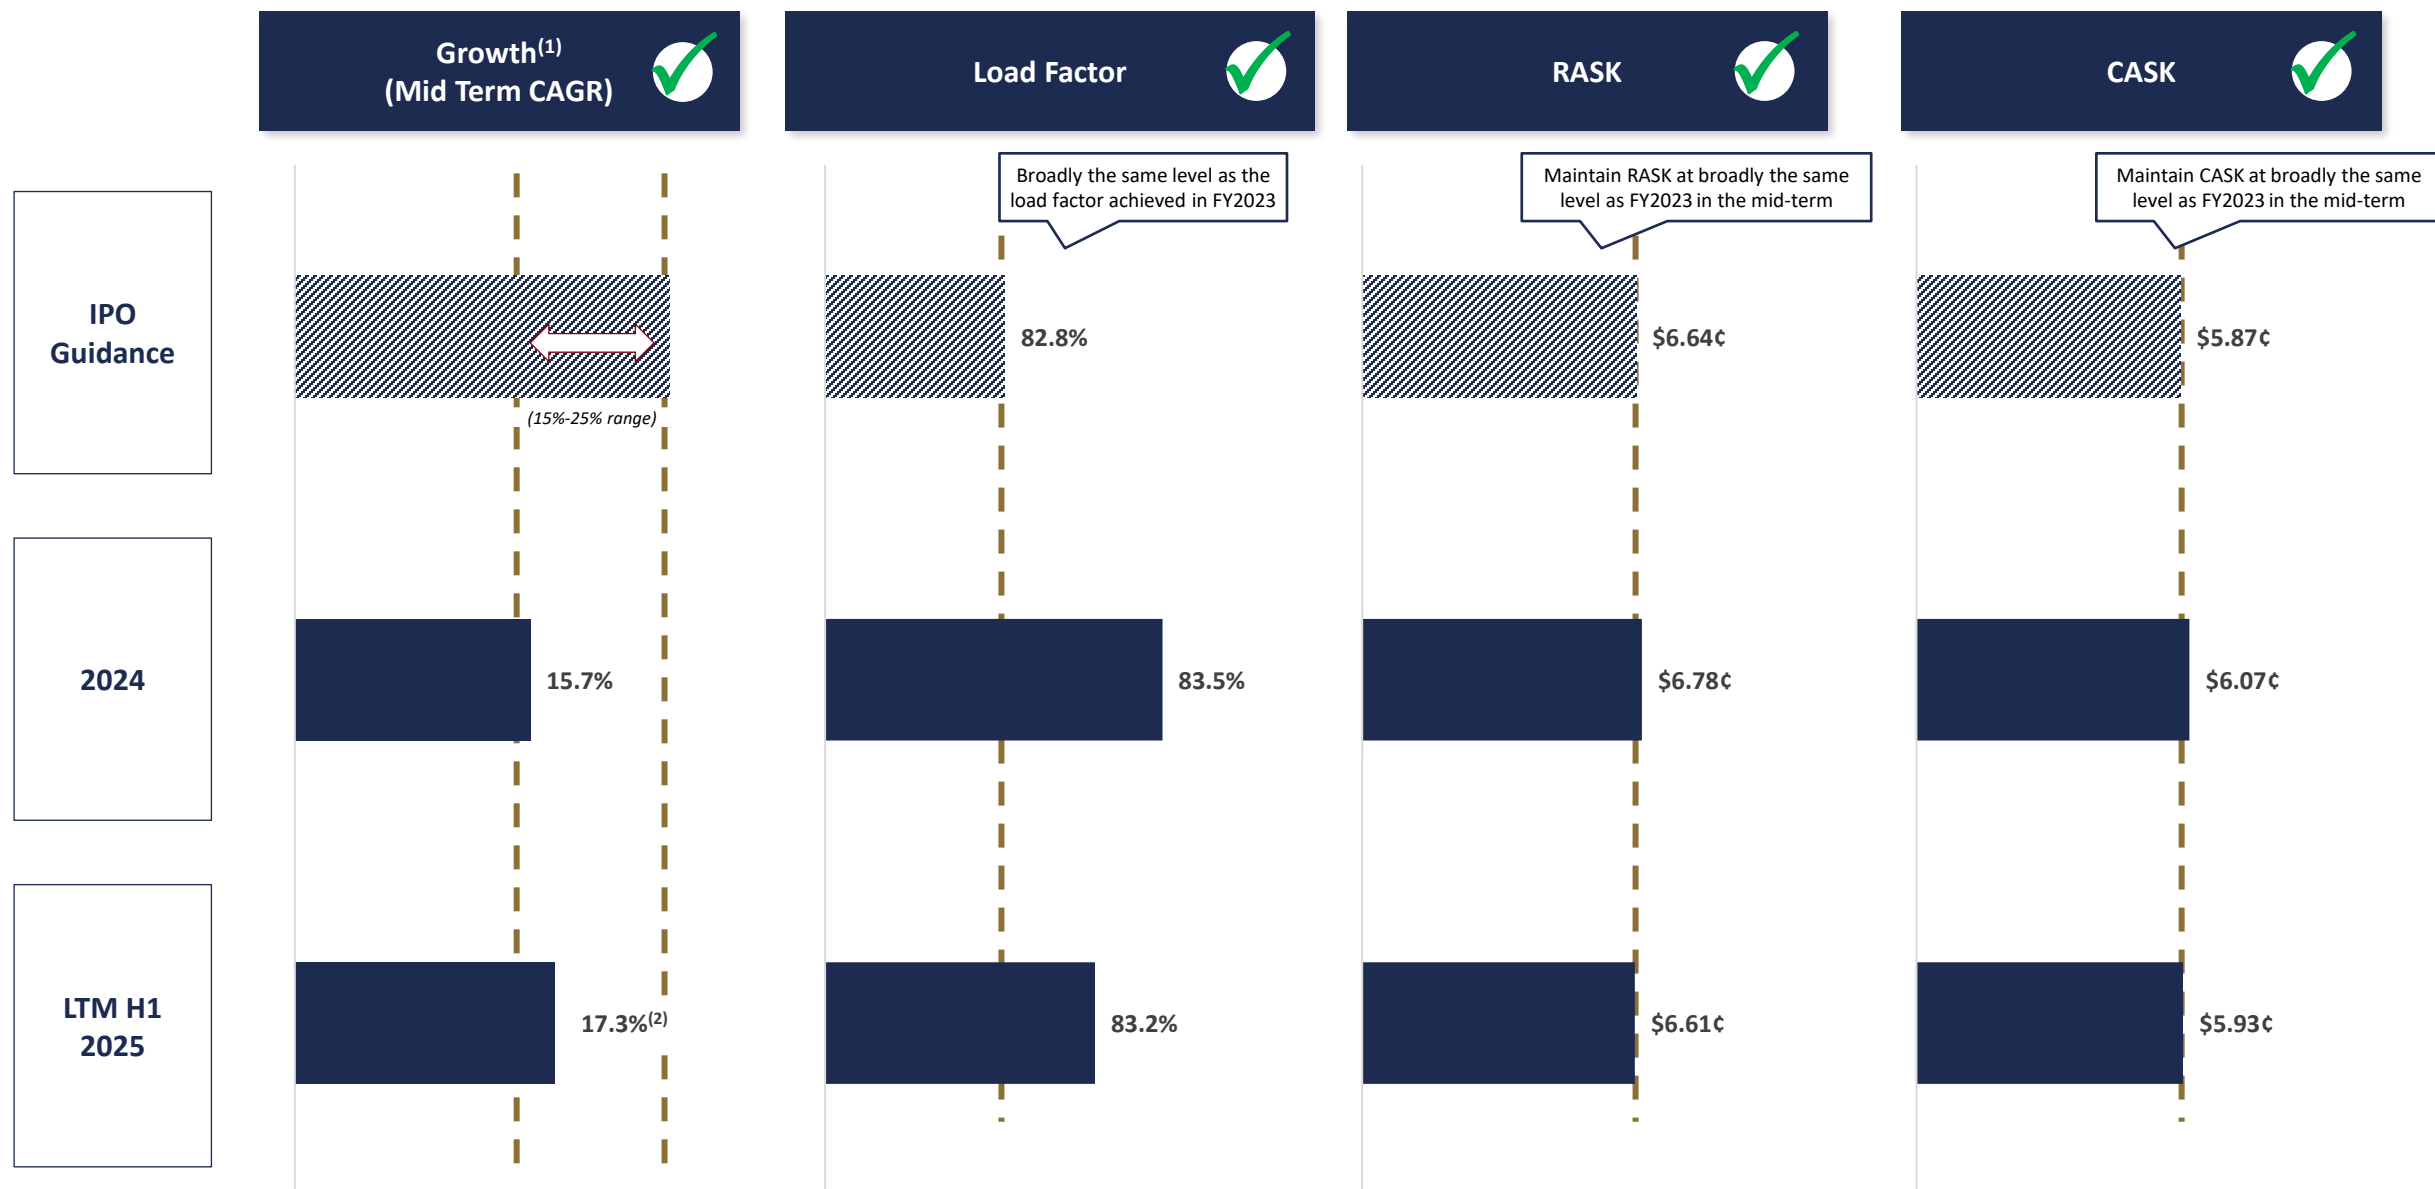 Growth(1)
(Mid Term CAGR)
Load Factor
RASK
CASK
IPO
Guidance
(15%-25% range)
Broadly the same level as the
load factor achieved in FY2023
82.8%
Maintain RASK at broadly the same
level as FY2023 in the mid-term
$6.64¢
Maintain CASK at broadly the same
level as FY2023 in the mid-term
$5.87¢
2024
15.7%
83.5%
$6.78¢
$6.07¢
LTM H1
2025
17.3%(2)
83.2%
$6.61¢
$5.93¢